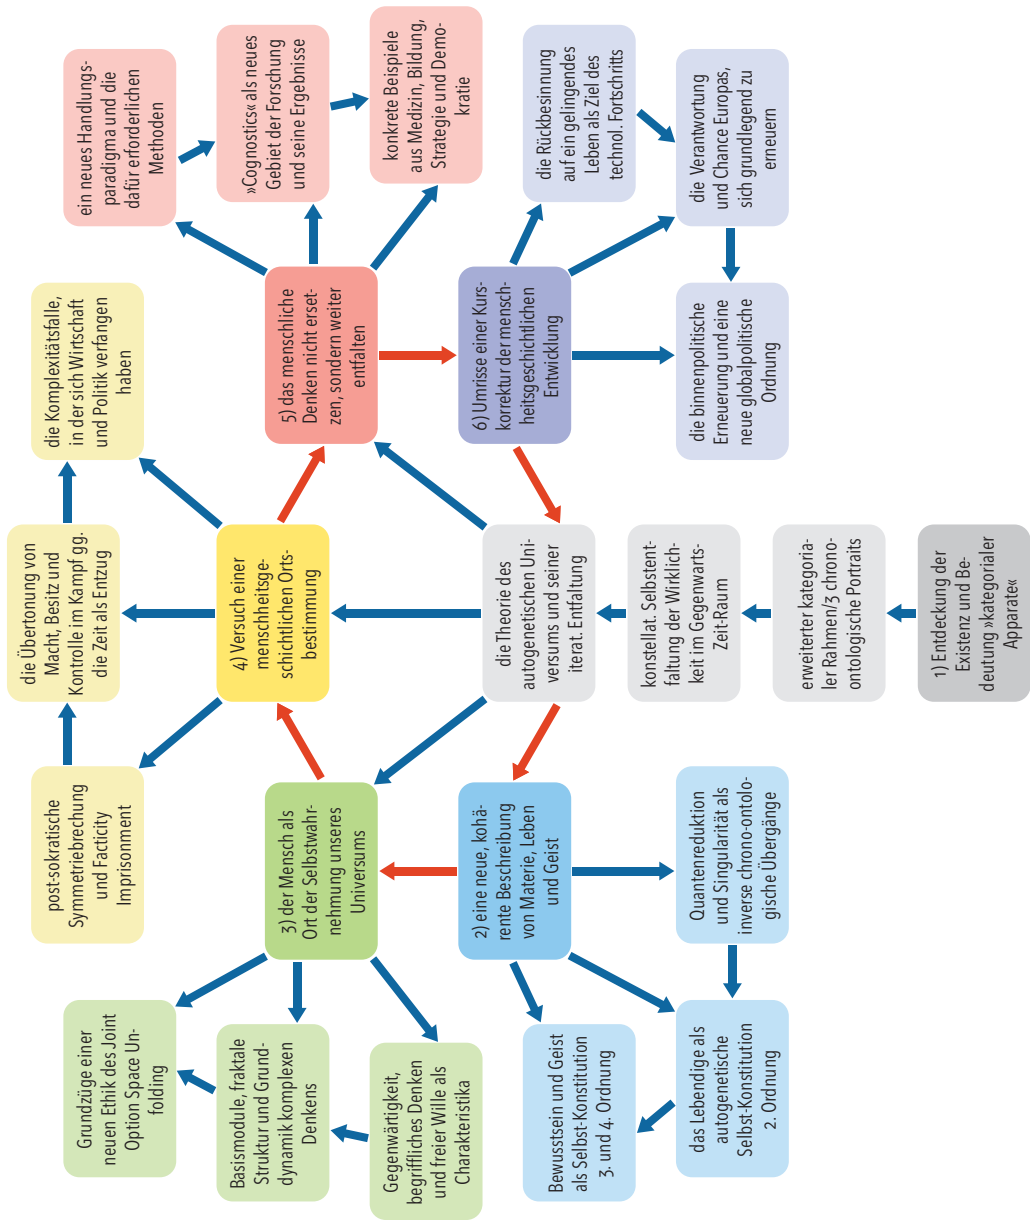 1) Entdeckung der
Existenz und Be-
deutung »kategorialer
Apparate«
erweiterter kategoria-
ler Rahmen/3 chrono-
ontologische Portraits
konstellat. Selbstent-
faltung der Wirklich-
keit im Gegenwarts-
Zeit-Raum
die Theorie des
autogenetischen Uni-
versums und seiner
iterat. Entfaltung
2) eine neue, kohä-
rente Beschreibung
von Materie, Leben
und Geist
Quantenreduktion
und Singularität als
inverse chrono-ontolo-
gische Übergänge
das Lebendige als
autogenetische
Selbst-Konstitution
2. Ordnung
Bewusstsein und Geist
als Selbst-Konstitution
3. und 4. Ordnung
3) der Mensch als
Ort der Selbstwahr-
nehmung unseres
Universums
Gegenwärtigkeit,
begriffliches Denken
und freier Wille als
Charakteristika
Basismodule, fraktale
Struktur und Grund-
dynamik komplexen
Denkens
Grundzüge einer
neuen Ethik des Joint
Option Space Un-
folding
4) Versuch einer
menschheitsge-
schichtlichen Orts-
bestimmung
post-sokratische
Symmetriebrechung
und Facticity
Imprisonment
die Übertonung von
Macht, Besitz und
Kontrolle im Kampf gg.
die Zeit als Entzug
die Komplexitätsfalle,
in der sich Wirtschaft
und Politik verfangen
haben
5) das menschliche
Denken nicht erset-
zen, sondern weiter
entfalten
ein neues Handlungs-
paradigma und die
dafür erforderlichen
Methoden
»Cognostics« als neues
Gebiet der Forschung
und seine Ergebnisse
konkrete Beispiele
aus Medizin, Bildung,
Strategie und Demo-
kratie
6) Umrisse einer Kurs-
korrektur der mensch-
heitsgeschichtlichen
Entwicklung
die Rückbesinnung
auf ein gelingendes
Leben als Ziel des
technol. Fortschritts
die Verantwortung
und Chance Europas,
sich grundlegend zu
erneuern
die binnenpolitische
Erneuerung und eine
neue globalpolitische
Ordnung